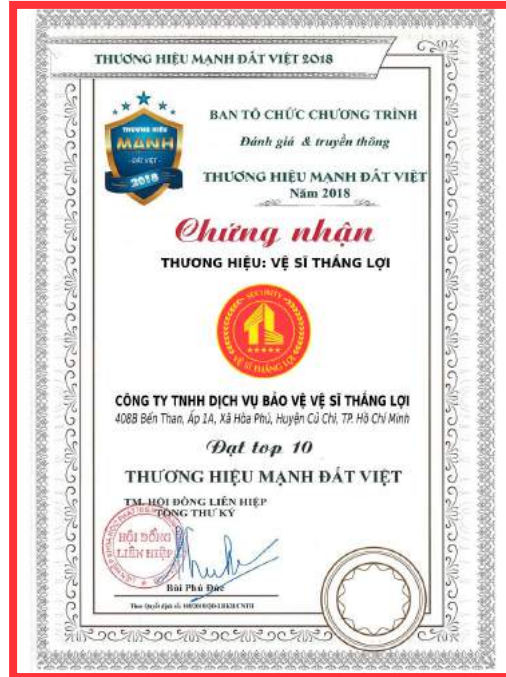 THƯƠNG HIỆU MẠNH ĐẤT VIỆT 2018
THƯƠNG HIỆU
MẠNH
- ĐẤT VIỆT -
2018
BAN TỔ CHỨC CHƯƠNG TRÌNH
Đánh giá & truyền thông
THƯƠNG HIỆU MẠNH ĐẤT VIỆT
Năm 2018
Chứng nhận
THƯƠNG HIỆU: VỆ SĨ THẮNG LỢI
SECURITY
VỆ SĨ THẮNG LỢI
CÔNG TY TNHH DỊCH VỤ BẢO VỆ VỆ SĨ THẮNG LỢI
408B Bến Than, Ấp 1A, Xã Hòa Phú, Huyện Củ Chi, TP. Hồ Chí Minh
Đạt top 10
THƯƠNG HIỆU MẠNH ĐẤT VIỆT
TM. HỘI ĐỒNG LIÊN HIỆP
TỔNG THƯ KÝ
HỘI ĐỒNG
LIÊN HIỆP
Bùi Phú Đức
Theo Quyết định số: